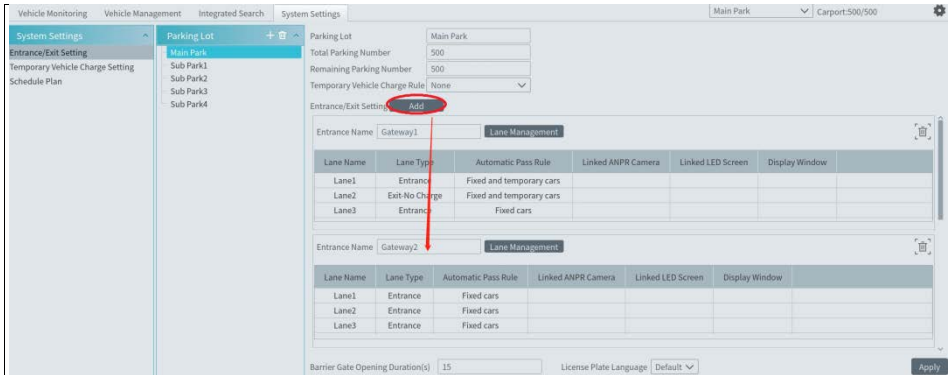 Vehicle Monitoring Vehicle Management Integrated Search System Settings Main Park Carport:500/500
System Settings
Entrance/Exit Setting
Temporary Vehicle Charge Setting
Schedule Plan
Parking Lot
Main Park
Sub Park1
Sub Park2
Sub Park3
Sub Park4
Parking Lot Main Park
Total Parking Number 500
Remaining Parking Number 500
Temporary Vehicle Charge Rule None
Entrance/Exit Setting Add
Entrance Name Gateway1 Lane Management
Lane Name Lane Type Automatic Pass Rule Linked ANPR Camera Linked LED Screen Display Window
Lane1 Entrance Fixed and temporary cars
Lane2 Exit-No Charge Fixed and temporary cars
Lane3 Entrance Fixed cars
Entrance Name Gateway2 Lane Management
Lane Name Lane Type Automatic Pass Rule Linked ANPR Camera Linked LED Screen Display Window
Lane1 Entrance Fixed cars
Lane2 Entrance Fixed cars
Lane3 Entrance Fixed cars
Barrier Gate Opening Duration(s) 15 License Plate Language Default Apply